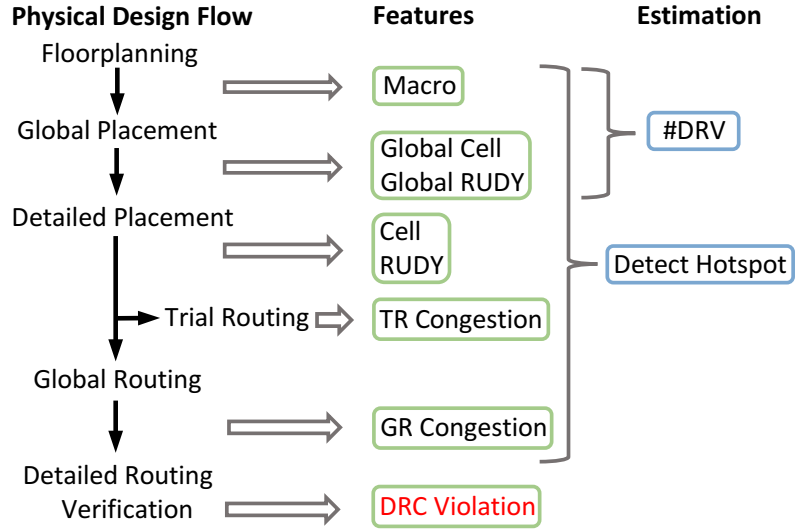 Physical Design Flow
Features
Estimation
Floorplanning
Macro
Global Placement
#DRV
Global Cell
Global RUDY
Detailed Placement
Cell
RUDY
Detect Hotspot
Trial Routing
TR Congestion
Global Routing
GR Congestion
Detailed Routing
Verification
DRC Violation